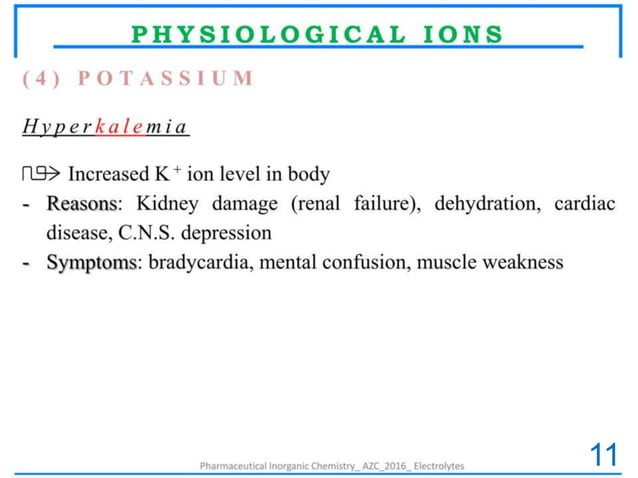 PHYSIOLOGICAL IONS
(4) POTASSIUM
Hyperkalemia
Increased K+ ion level in body
- Reasons: Kidney damage (renal failure), dehydration, cardiac
disease, C.N.S. depression
- Symptoms: bradycardia, mental confusion, muscle weakness
Pharmaceutical Inorganic Chemistry_ AZC_2016_ Electrolytes
11